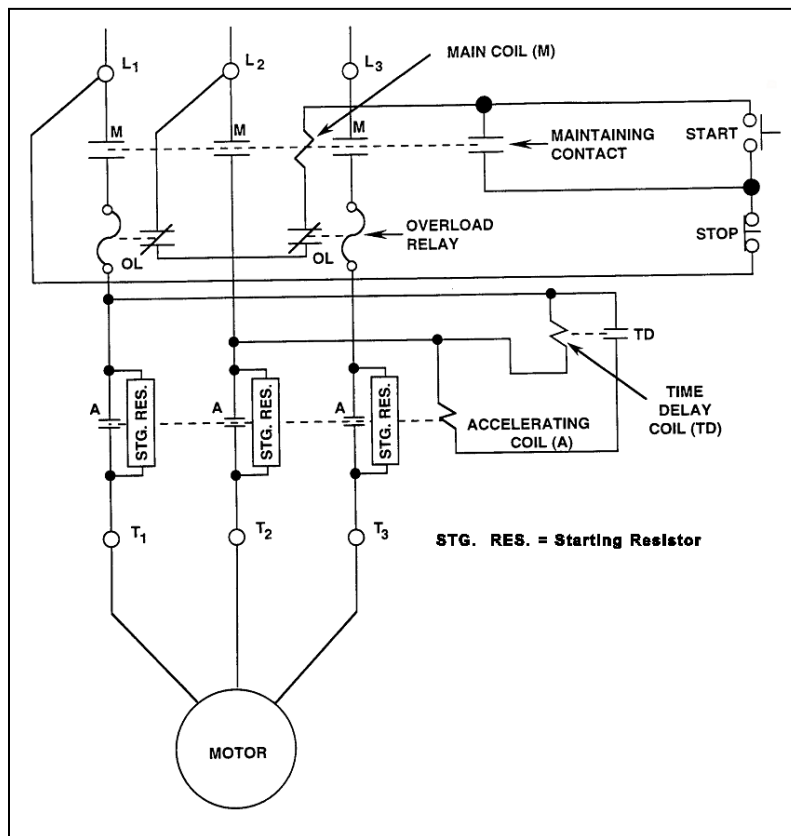 MAIN COIL (M)
L1
L2
L3
M
M
M
MAINTAINING
CONTACT
START
OVERLOAD
RELAY
STOP
OL
OL
TD
TIME
DELAY
COIL (TD)
A
STG. RES.
A
STG. RES.
A
STG. RES.
ACCELERATING
COIL (A)
T1
T2
T3
STG. RES. = Starting Resistor
MOTOR